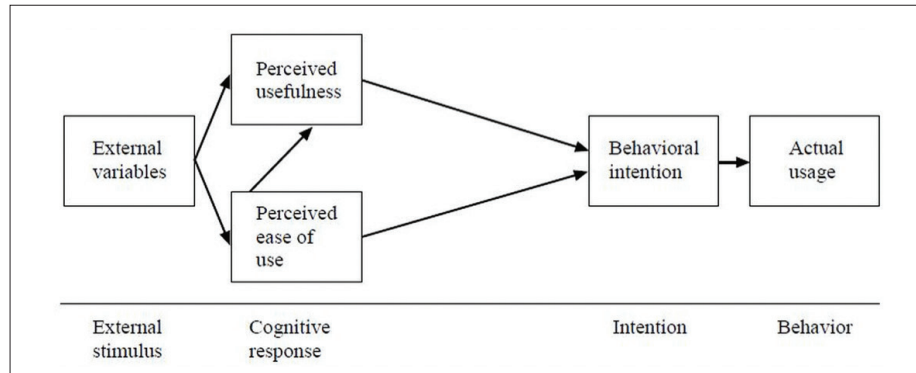 Perceived
usefulness
External
variables
Behavioral
intention
Actual
usage
Perceived
ease of
use
External
stimulus
Cognitive
response
Intention
Behavior